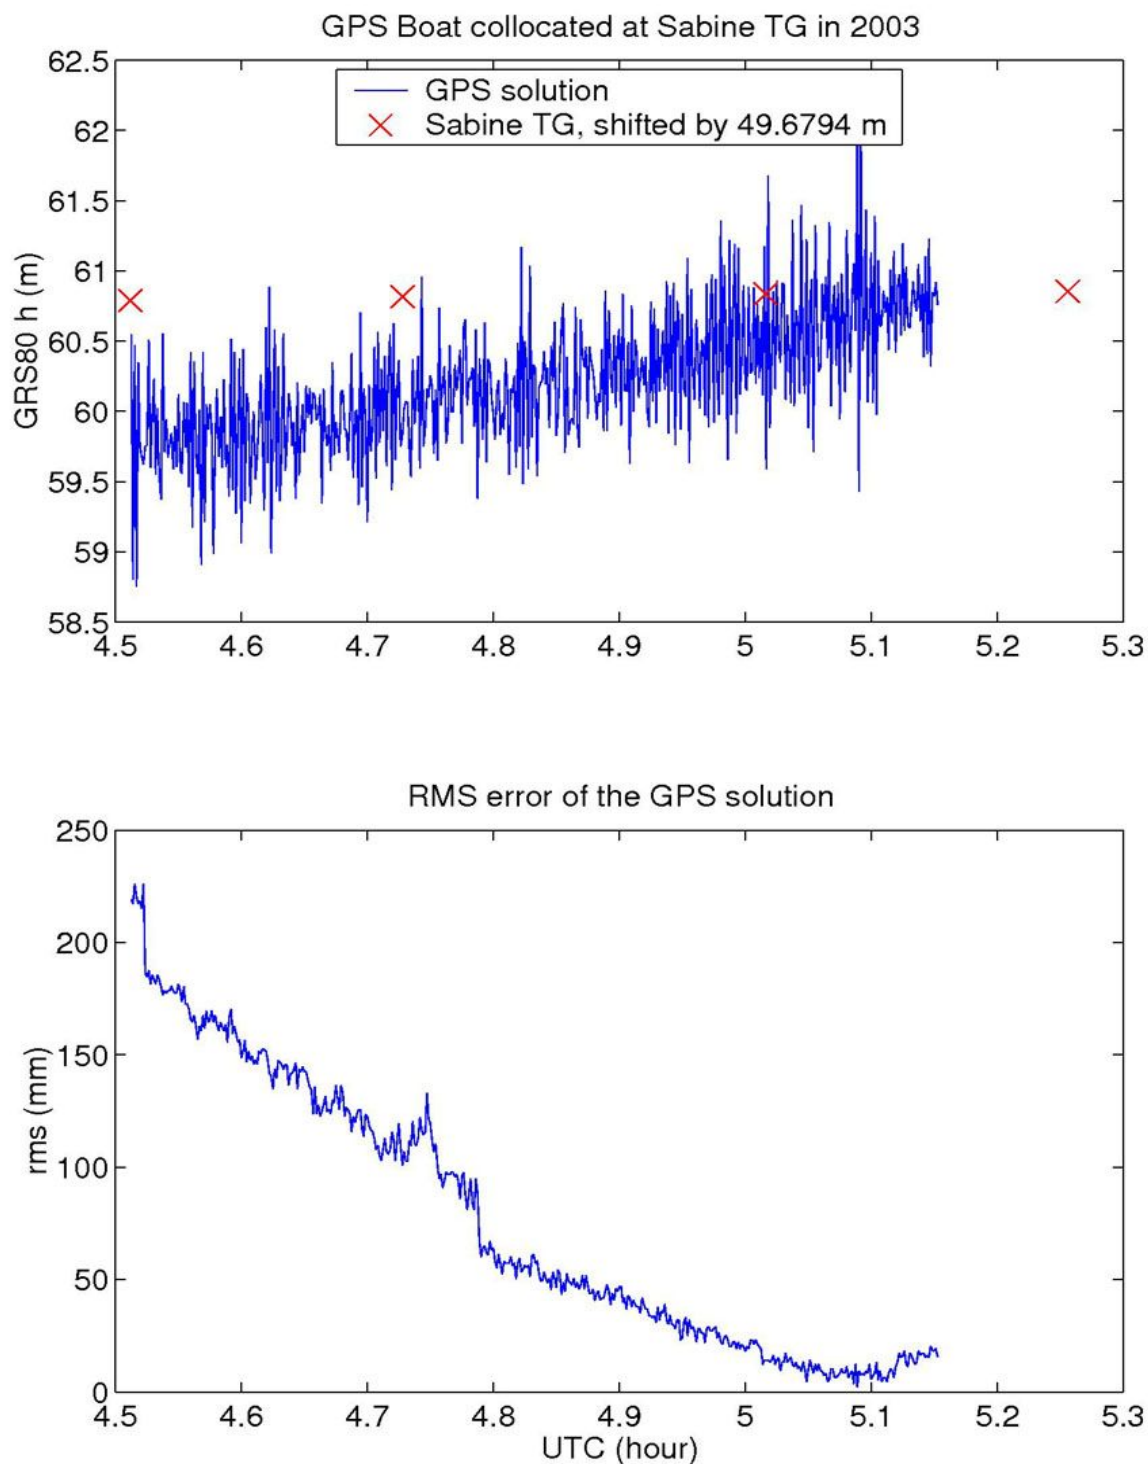 GPS Boat collocated at Sabine TG in 2003
GPS solution
Sabine TG, shifted by 49.6794 m
62.5
62
61.5
61
60.5
60
59.5
59
58.5
GRS80 h (m)
4.5 4.6 4.7 4.8 4.9 5 5.1 5.2 5.3
RMS error of the GPS solution
250
200
150
100
50
0
rms (mm)
4.5 4.6 4.7 4.8 4.9 5 5.1 5.2 5.3
UTC (hour)